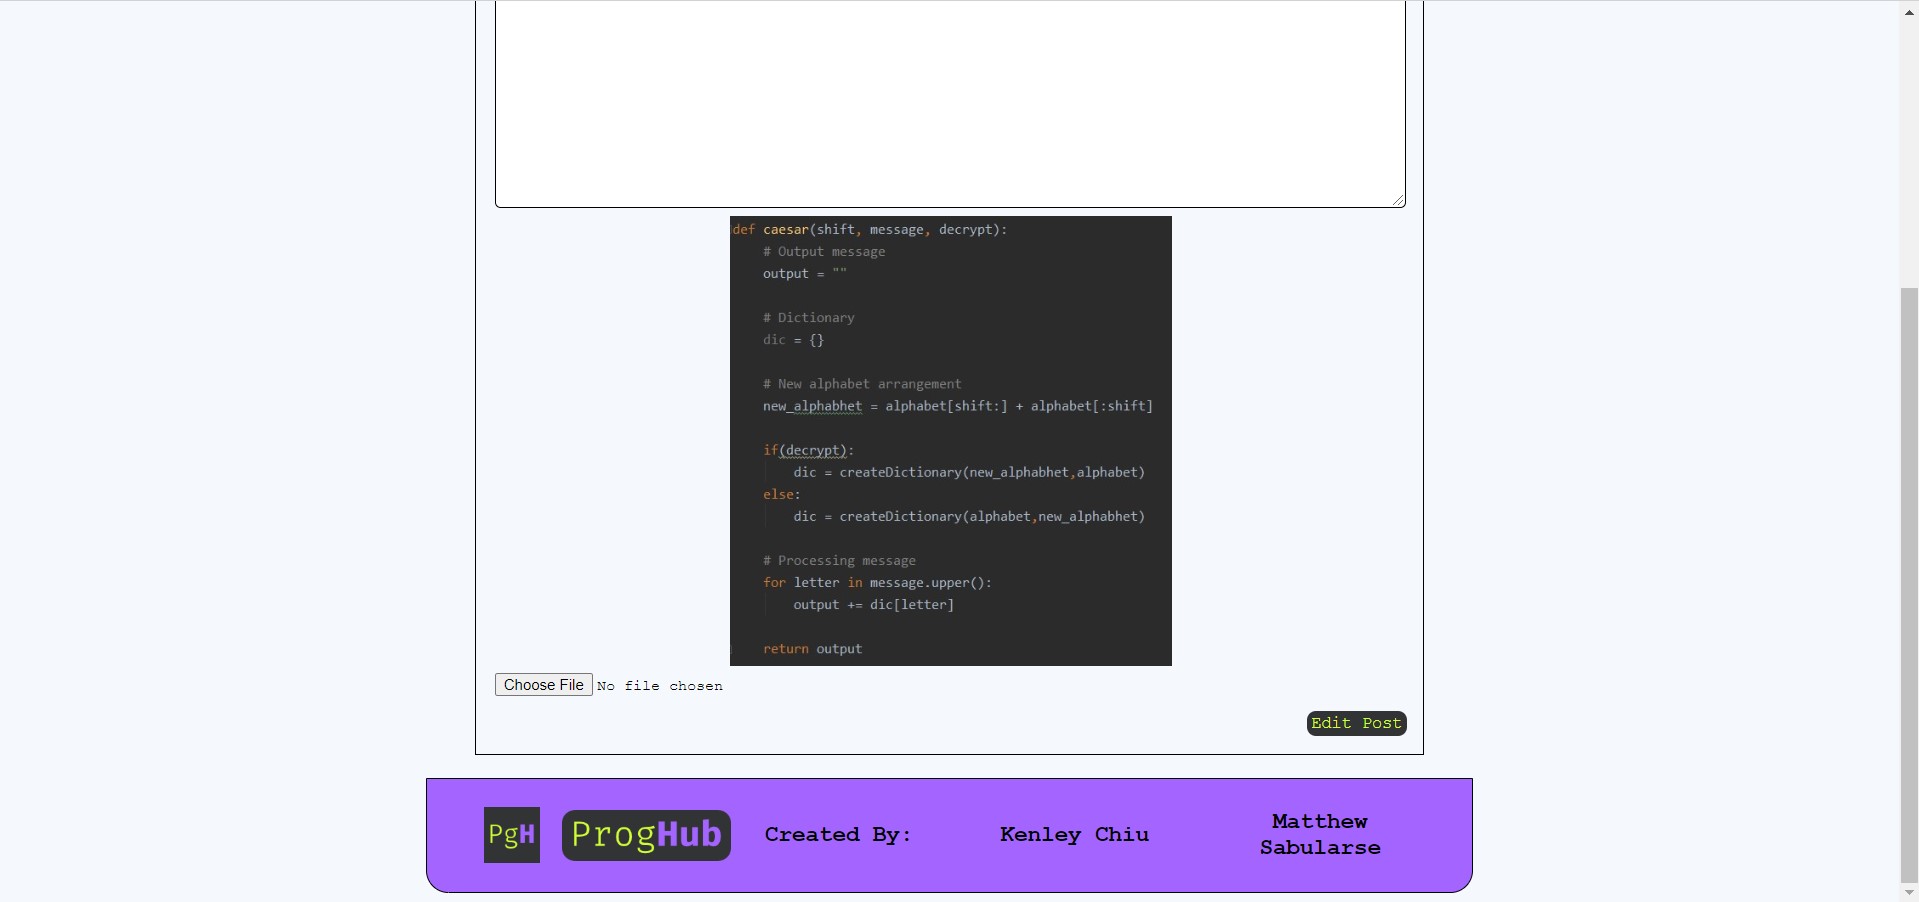 def caesar(shift, message, decrypt):
    # Output message
    output = ""
    # Dictionary
    dic = {}
    # New alphabet arrangement
    new_alphabhet = alphabet[shift:] + alphabet[:shift]
    if(decrypt):
        dic = createDictionary(new_alphabhet,alphabet)
    else:
        dic = createDictionary(alphabet,new_alphabhet)
    # Processing message
    for letter in message.upper():
        output += dic[letter]
    return output
Choose File No file chosen
Edit Post
PgH ProgHub Created By: Kenley Chiu Matthew
Sabularse